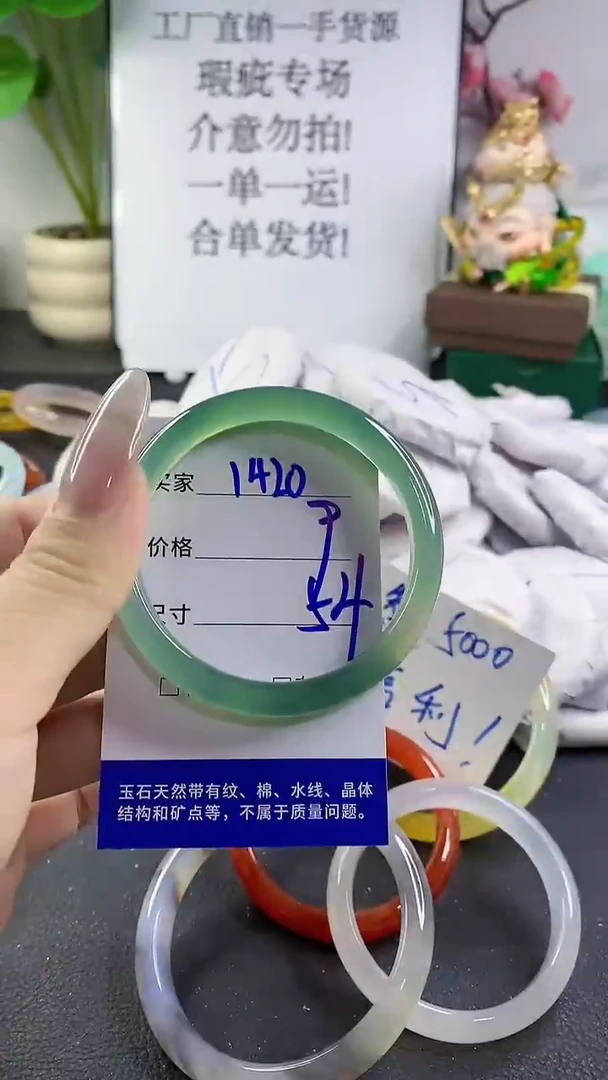 工厂直销一手货源
瑕疵专场
介意勿拍!
一单一运!
合单发货!
买家 1420
价格
尺寸 54
5000
利!
玉石天然带有纹、棉、水线、晶体
结构和矿点等，不属于质量问题。